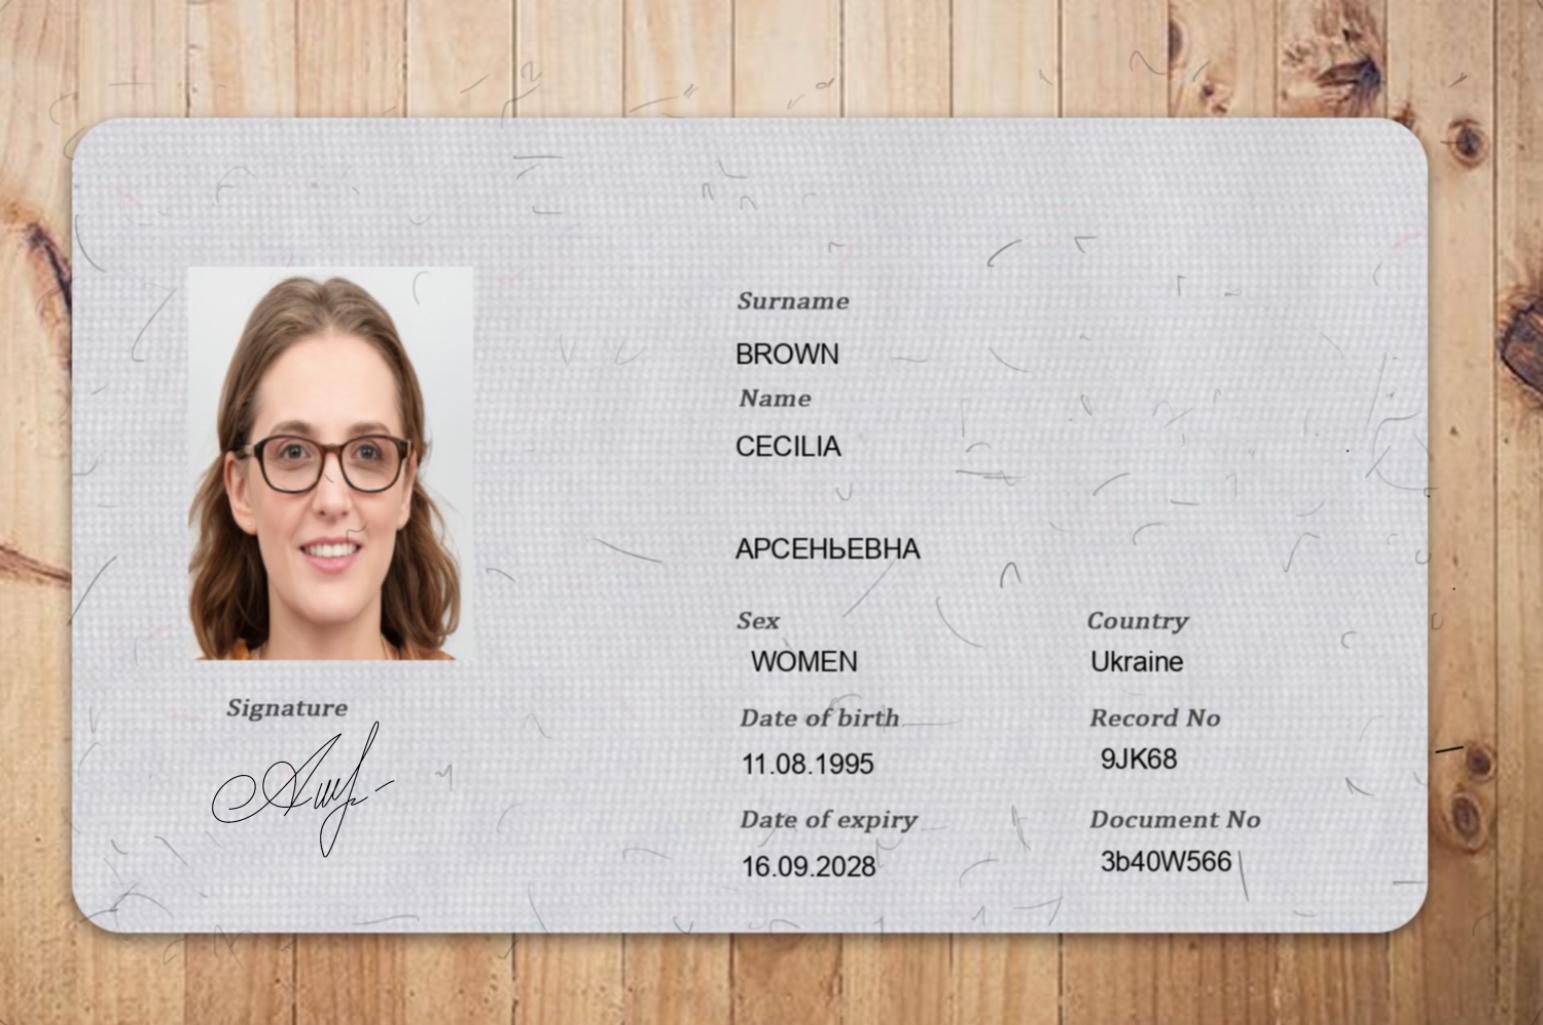 Surname
BROWN
Name
CECILIA
АРСЕНЬЕВНА
Sex
Country
WOMEN
Ukraine
Date of birth
Record No
11.08.1995
9JK68
Date of expiry
Document No
16.09.2028
3b40W566
Signature